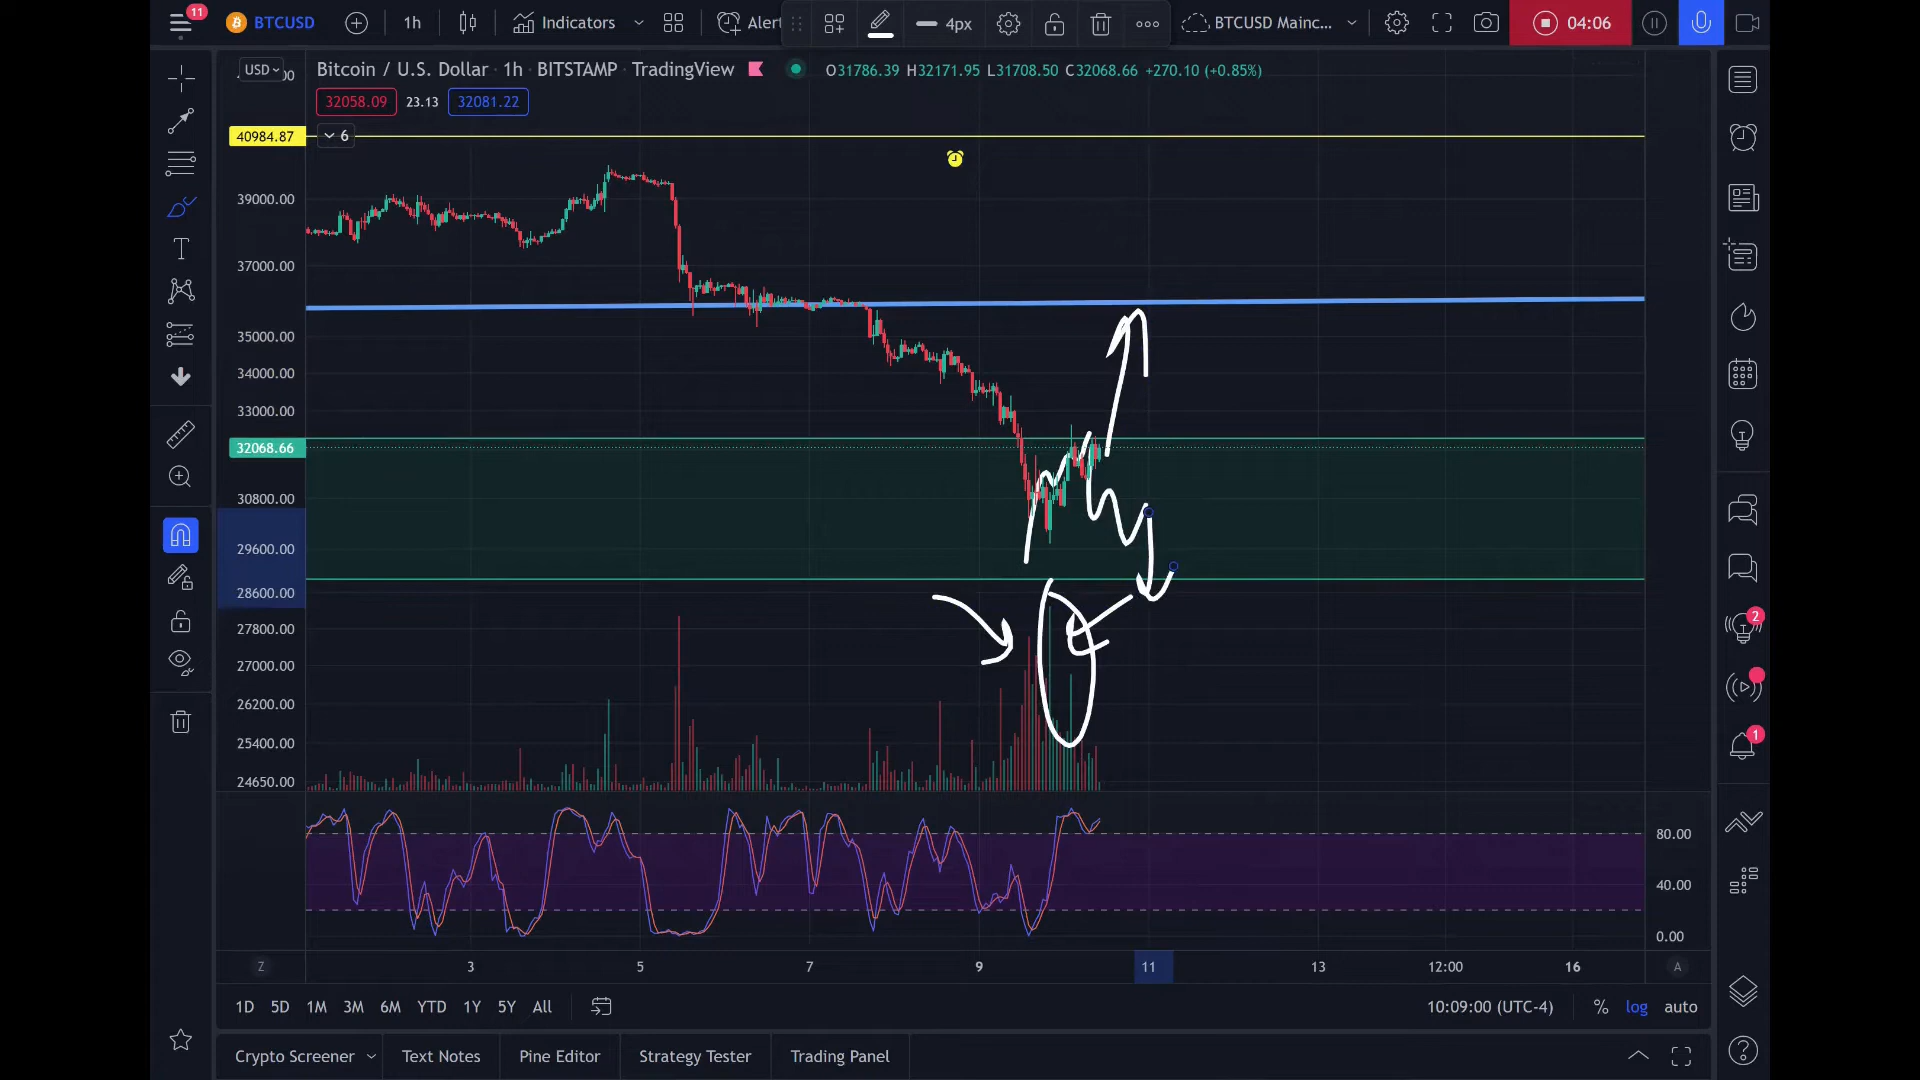 11
BTCUSD
1h
Indicators
Alert
4px
BTCUSD Mainc...
04:06
USD
Bitcoin / U.S. Dollar · 1h · BITSTAMP · TradingView
O31786.39 H32171.95 L31708.50 C32068.66 +270.10 (+0.85%)
32058.09 23.13 32081.22
40984.87
6
39000.00
37000.00
35000.00
34000.00
33000.00
32068.66
30800.00
29600.00
28600.00
27800.00
27000.00
26200.00
25400.00
24650.00
2
1
80.00
40.00
0.00
Z 3 5 7 9 11 13 12:00 16 A
1D 5D 1M 3M 6M YTD 1Y 5Y All
10:09:00 (UTC-4) % log auto
Crypto Screener Text Notes Pine Editor Strategy Tester Trading Panel